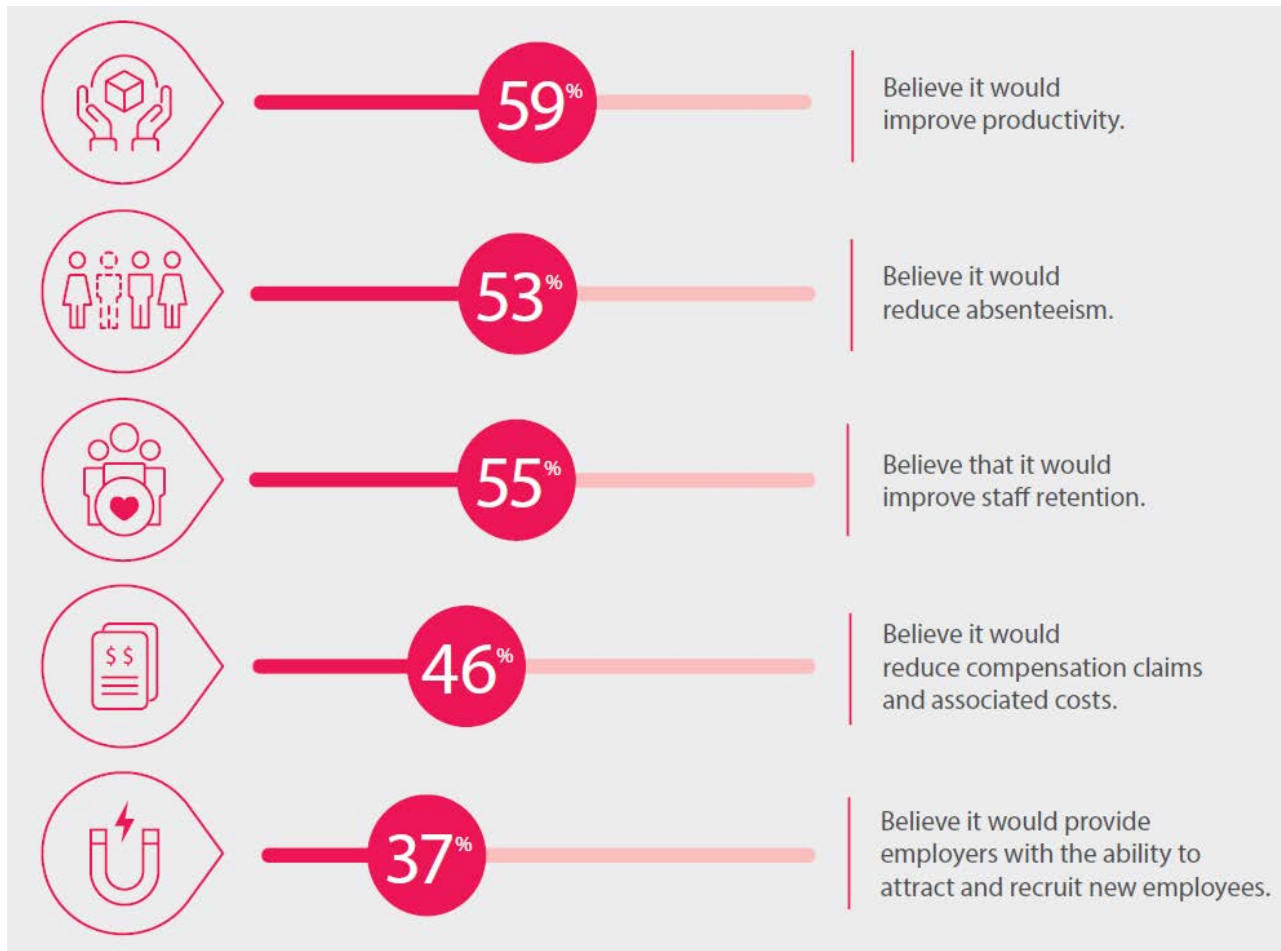 59%
Believe it would
improve productivity.
53%
Believe it would
reduce absenteeism.
55%
Believe that it would
improve staff retention.
$ $
46%
Believe it would
reduce compensation claims
and associated costs.
37%
Believe it would provide
employers with the ability to
attract and recruit new employees.